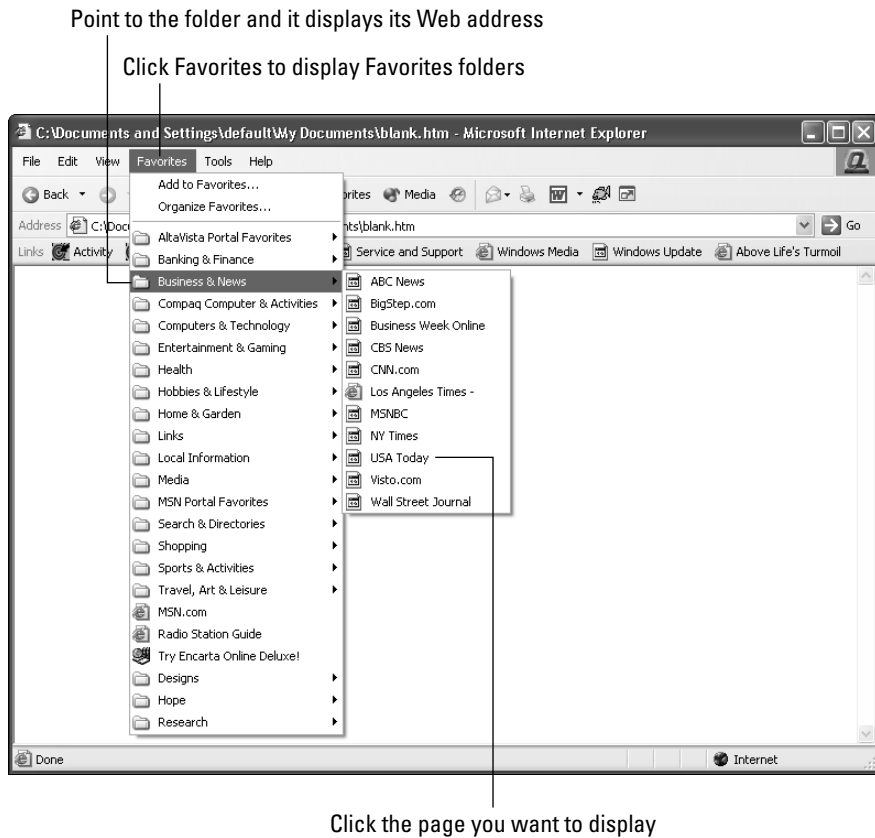 Point to the folder and it displays its Web address
Click Favorites to display Favorites folders
C:\Documents and Settings\default\My Documents\blank.htm - Microsoft Internet Explorer
File Edit View Favorites Tools Help
Back Media
Address nts\blank.htm Go
Links Activity Service and Support Windows Media Windows Update Above Life's Turmoil
Add to Favorites...
Organize Favorites...
AltaVista Portal Favorites
Banking & Finance
Business & News
Compaq Computer & Activities
Computers & Technology
Entertainment & Gaming
Health
Hobbies & Lifestyle
Home & Garden
Links
Local Information
Media
MSN Portal Favorites
Search & Directories
Shopping
Sports & Activities
Travel, Art & Leisure
MSN.com
Radio Station Guide
Try Encarta Online Deluxe!
Designs
Hope
Research
ABC News
BigStep.com
Business Week Online
CBS News
CNN.com
Los Angeles Times -
MSNBC
NY Times
USA Today
Visto.com
Wall Street Journal
Done Internet
Click the page you want to display